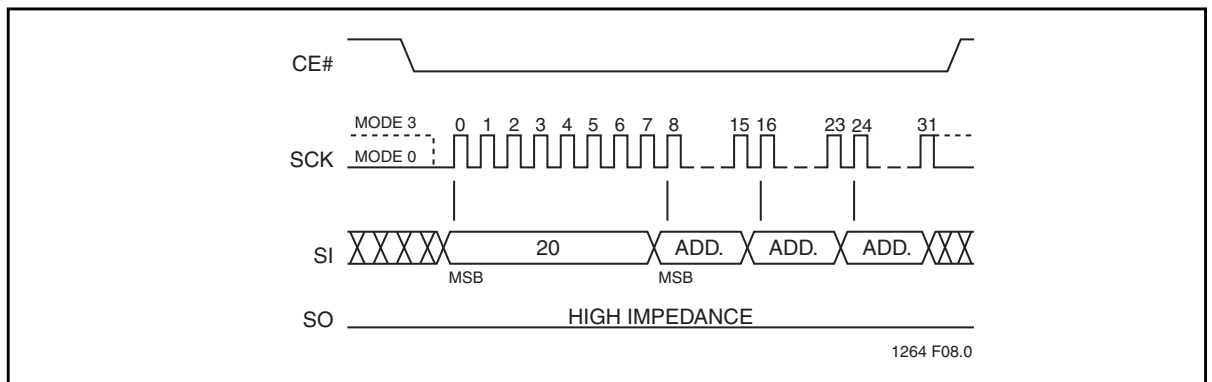 CE#
MODE 3
0 1 2 3 4 5 6 7 8 15 16 23 24 31
SCK
MODE 0
SI
20
ADD.
ADD.
ADD.
MSB
MSB
SO
HIGH IMPEDANCE
1264 F08.0